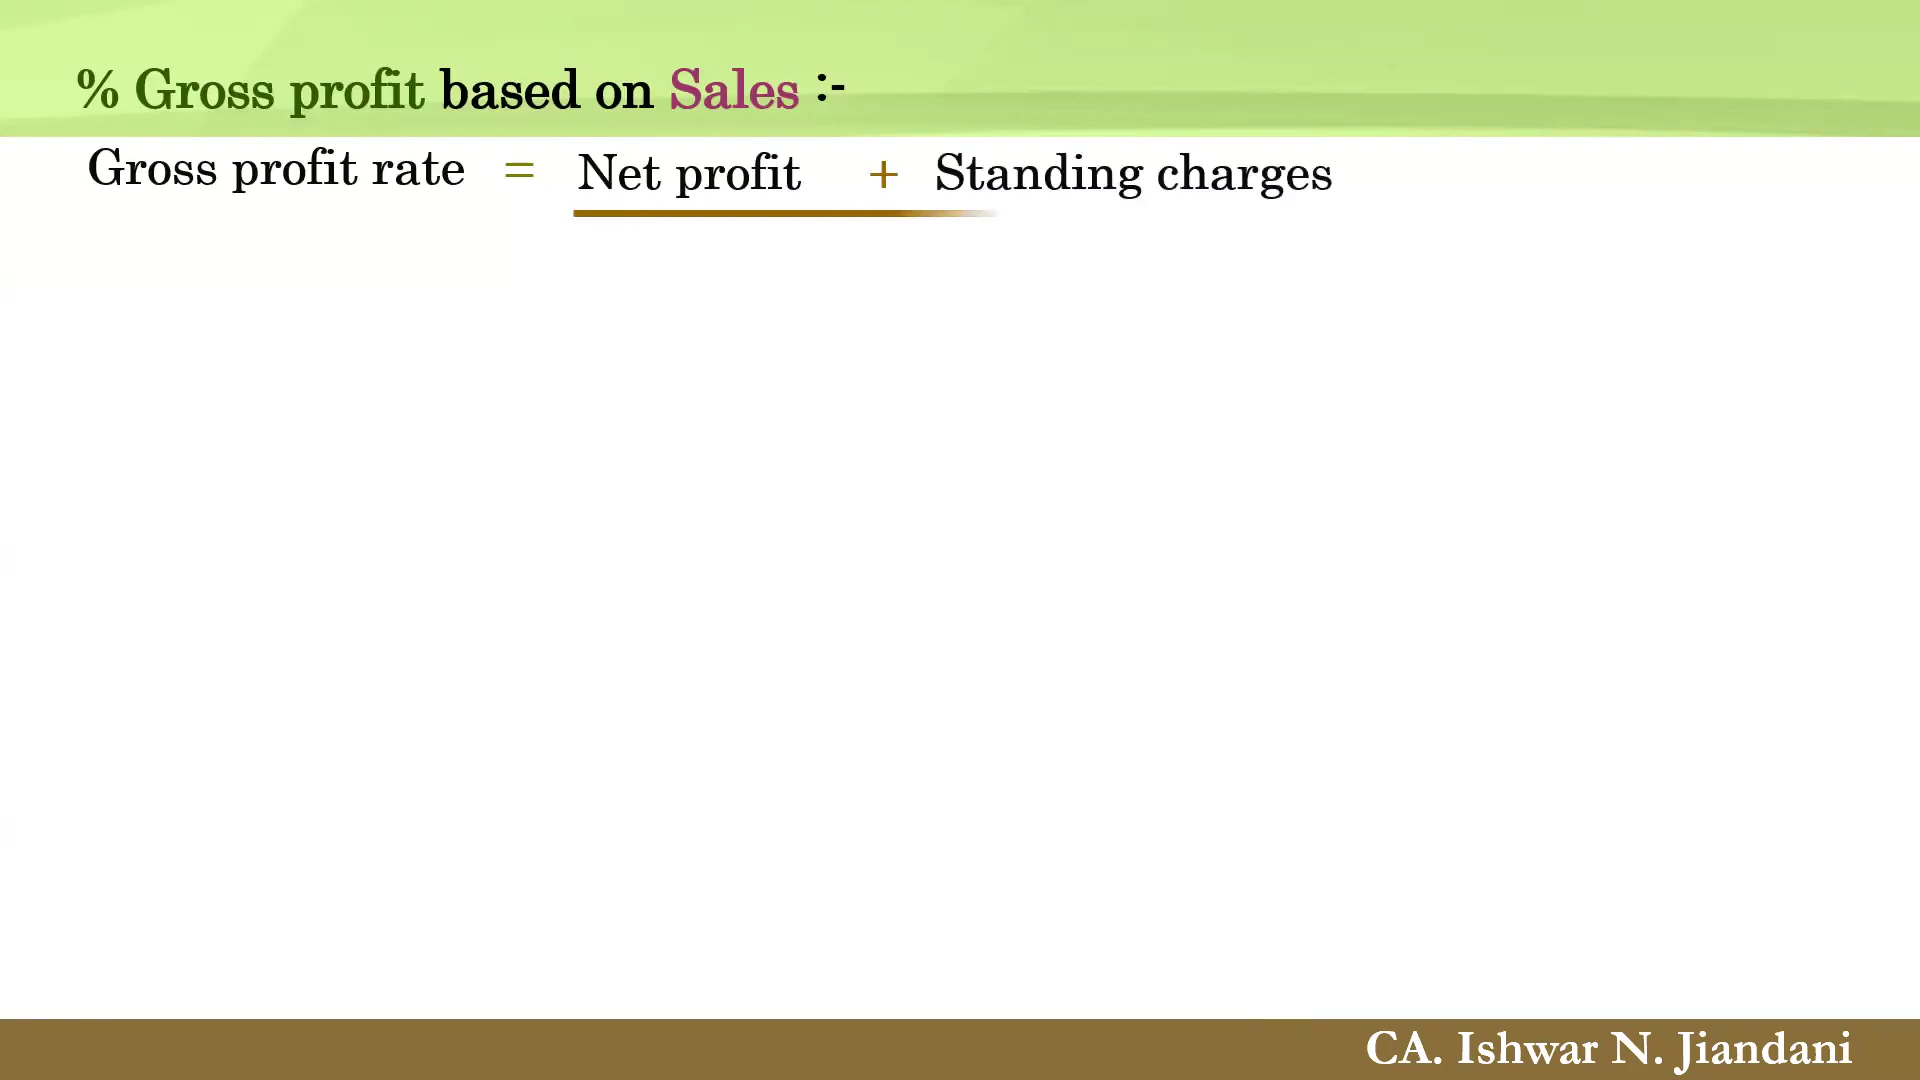 % Gross profit based on Sales :-
Gross profit rate = Net profit + Standing charges
CA. Ishwar N. Jiandani